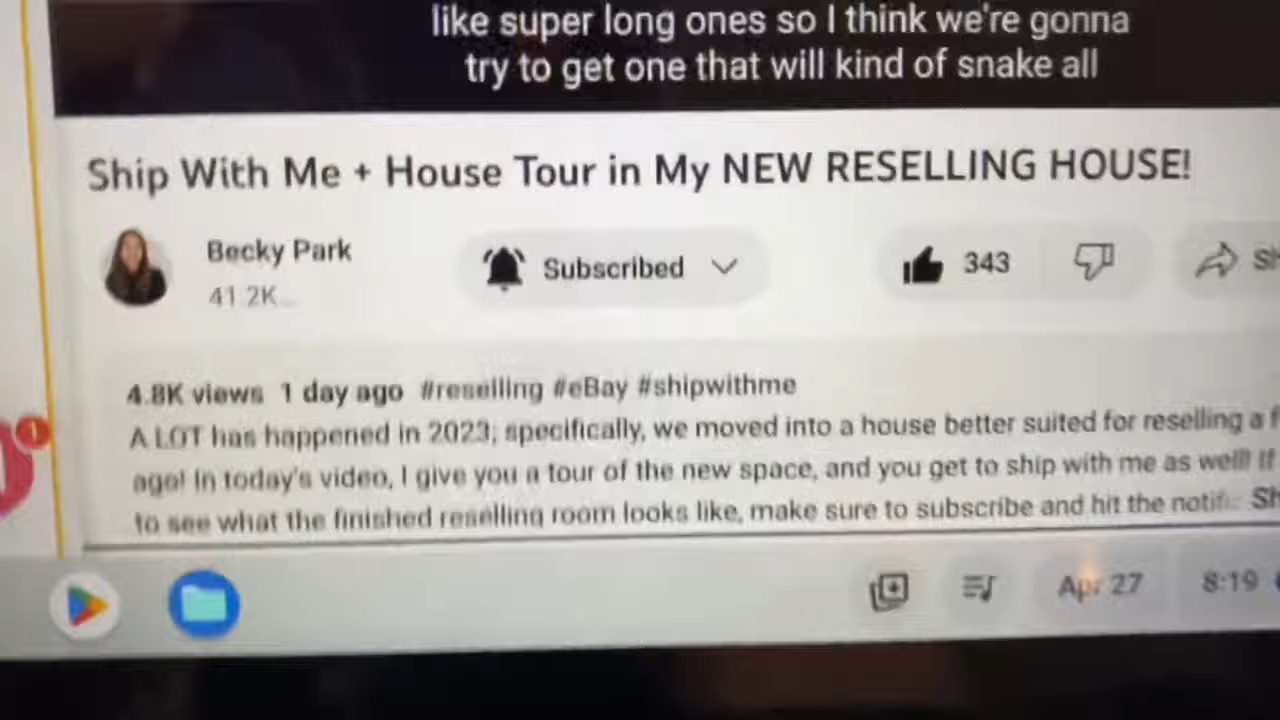 like super long ones so I think we're gonna
try to get one that will kind of snake all
Ship With Me + House Tour in My NEW RESELLING HOUSE!
Becky Park
41.2K...
Subscribed
343
Sh
4.8K views 1 day ago #reselling #eBay #shipwithme
A LOT has happened in 2023; specifically, we moved into a house better suited for reselling a f
ago! In today's video, I give you a tour of the new space, and you get to ship with me as well! If
to see what the finished reselling room looks like, make sure to subscribe and hit the notifi... Sh
1
Apr 27
8:19